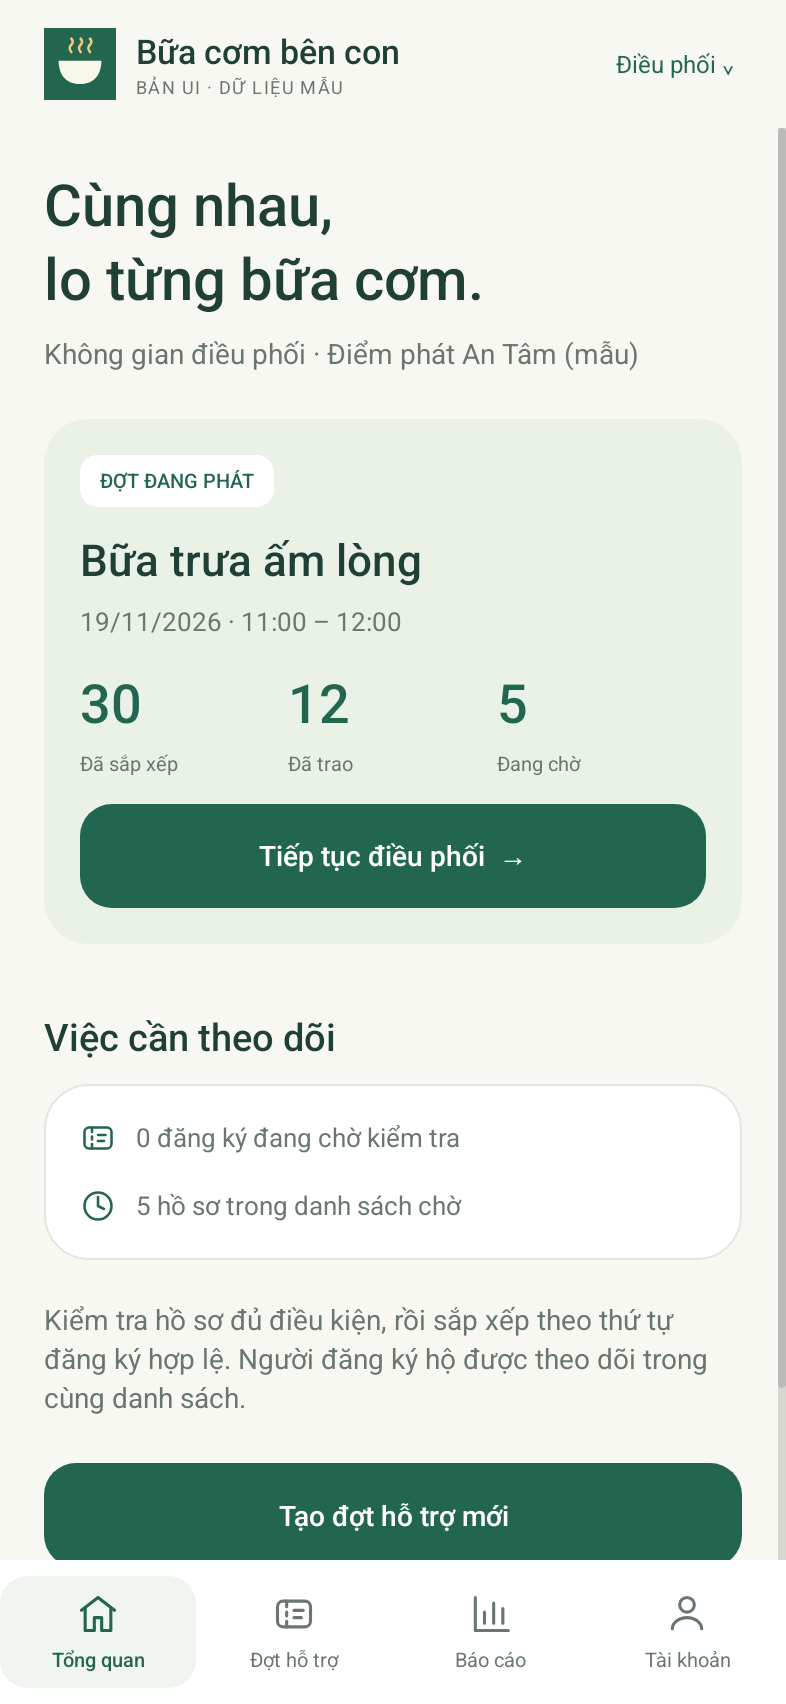 Bữa cơm bên con
BẢN UI · DỮ LIỆU MẪU
Điều phối
Cùng nhau,
lo từng bữa cơm.
Không gian điều phối · Điểm phát An Tâm (mẫu)
ĐỢT ĐANG PHÁT
Bữa trưa ấm lòng
19/11/2026 · 11:00 – 12:00
30 12 5
Đã sắp xếp Đã trao Đang chờ
Tiếp tục điều phối →
Việc cần theo dõi
0 đăng ký đang chờ kiểm tra
5 hồ sơ trong danh sách chờ
Kiểm tra hồ sơ đủ điều kiện, rồi sắp xếp theo thứ tự
đăng ký hợp lệ. Người đăng ký hộ được theo dõi trong
cùng danh sách.
Tạo đợt hỗ trợ mới
Tổng quan Đợt hỗ trợ Báo cáo Tài khoản